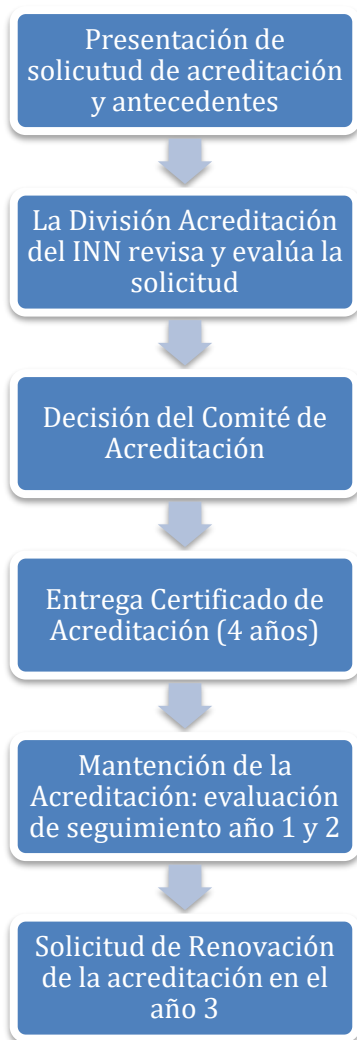 Presentación de
solicutud de acreditación
y antecedentes
La División Acreditación
del INN revisa y evalúa la
solicitud
Decisión del Comité de
Acreditación
Entrega Certificado de
Acreditación (4 años)
Mantención de la
Acreditación: evaluación
de seguimiento año 1 y 2
Solicitud de Renovación
de la acreditación en el
año 3